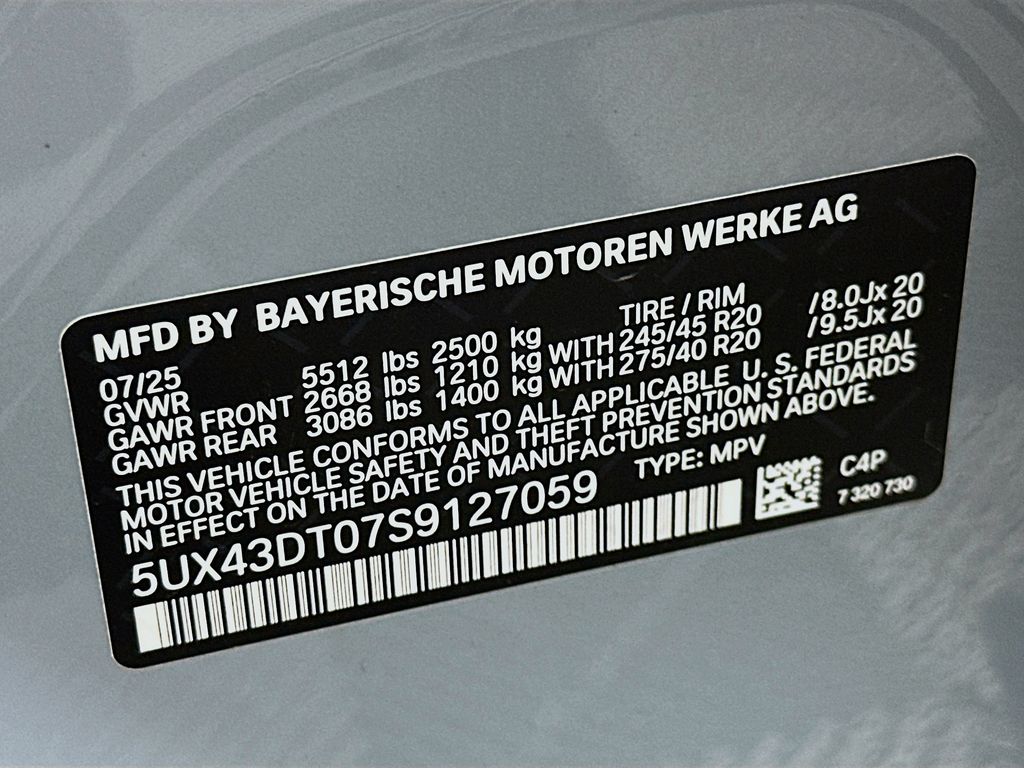 MFD BY BAYERISCHE MOTOREN WERKE AG
07/25 TIRE / RIM
GVWR 5512 lbs 2500 kg
GAWR FRONT 2668 lbs 1210 kg WITH 245/45 R20 /8.0Jx 20
GAWR REAR 3086 lbs 1400 kg WITH 275/40 R20 /9.5Jx 20
THIS VEHICLE CONFORMS TO ALL APPLICABLE U. S. FEDERAL
MOTOR VEHICLE SAFETY AND THEFT PREVENTION STANDARDS
IN EFFECT ON THE DATE OF MANUFACTURE SHOWN ABOVE.
5UX43DT07S9127059 TYPE: MPV
C4P
7 320 730